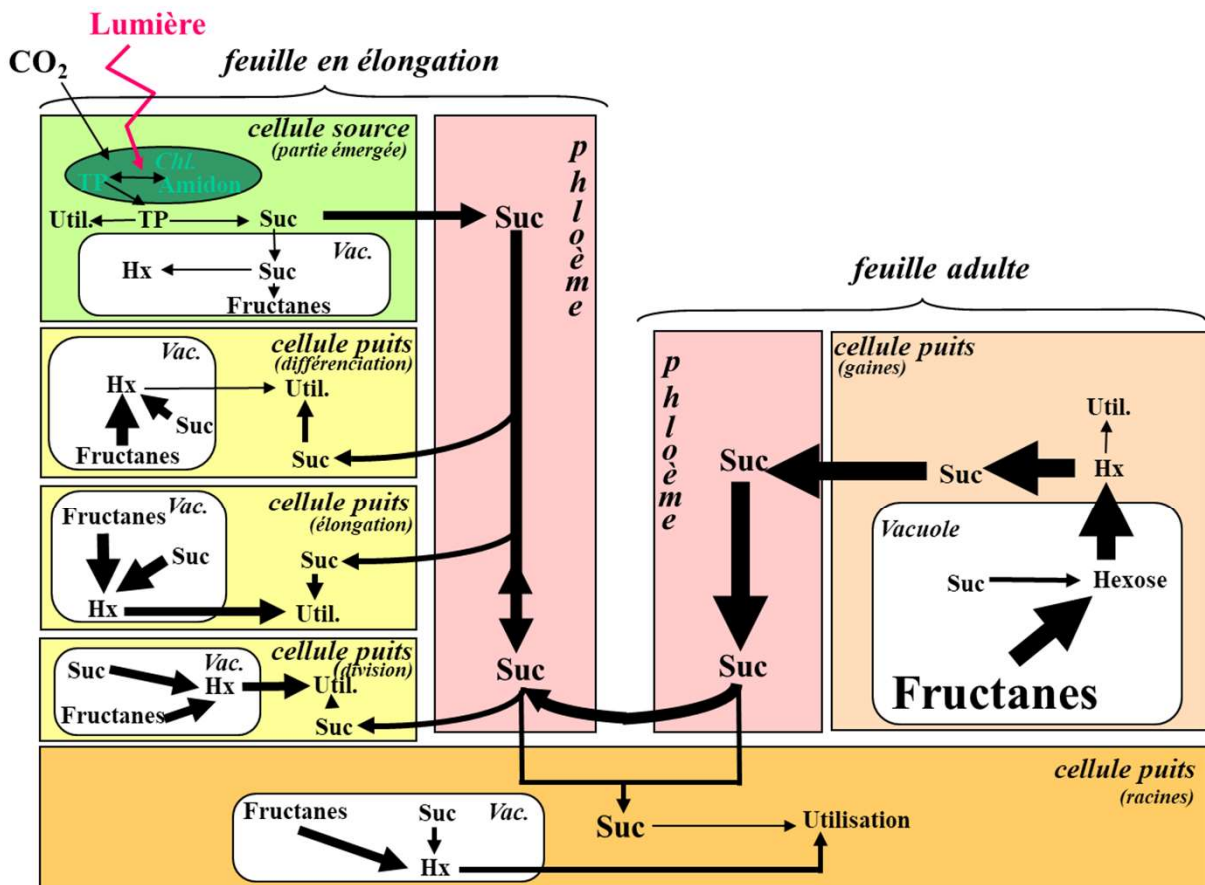 Lumière
CO2
feuille en élongation
cellule source
(partie émergée)
Chl.
TP
Amidon
Util.
TP
Suc
Vac.
Hx
Suc
Fructanes
phloème
Suc
feuille adulte
cellule puits
(différenciation)
Vac.
Hx
Util.
Suc
Fructanes
Suc
cellule puits
(élongation)
Fructanes
Vac.
Suc
Suc
Hx
Util.
cellule puits
(division)
Suc
Vac.
Hx
Util.
Fructanes
Suc
Suc
phloème
Suc
Suc
cellule puits
(gaines)
Util.
Suc
Hx
Vacuole
Suc
Hexose
Fructanes
cellule puits
(racines)
Fructanes
Suc
Vac.
Hx
Suc
Utilisation